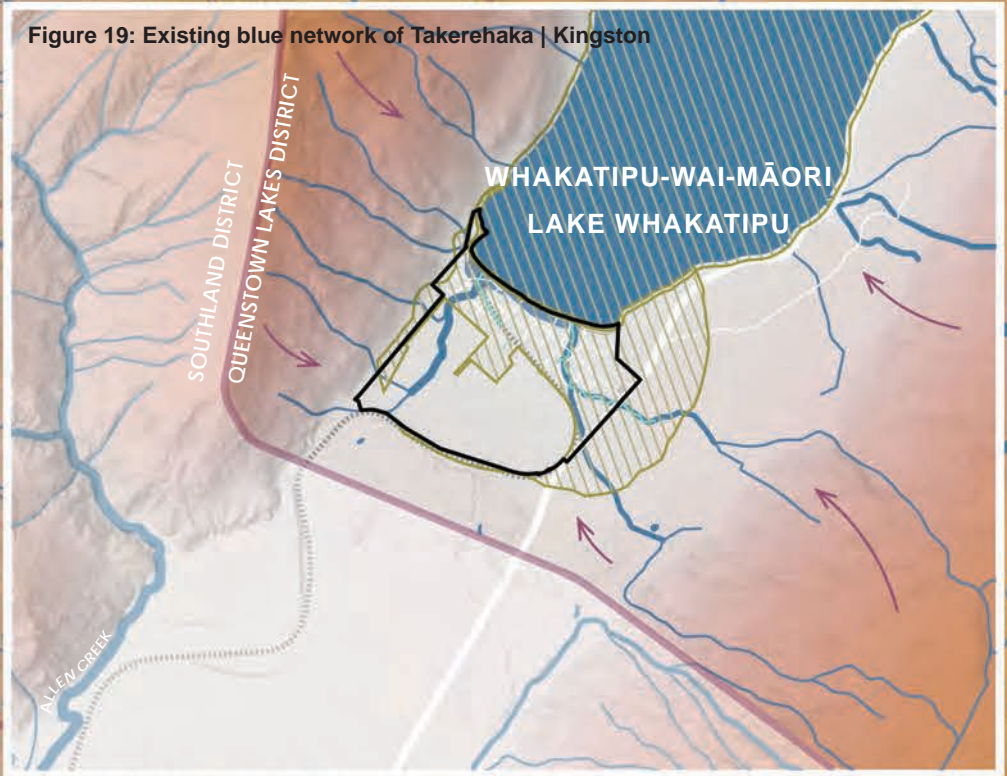 Figure 19: Existing blue network of Takerehaka | Kingston
SOUTHLAND DISTRICT
QUEENSTOWN LAKES DISTRICT
WHAKATIPU-WAI-MĀORI
LAKE WHAKATIPU
ALLEN CREEK